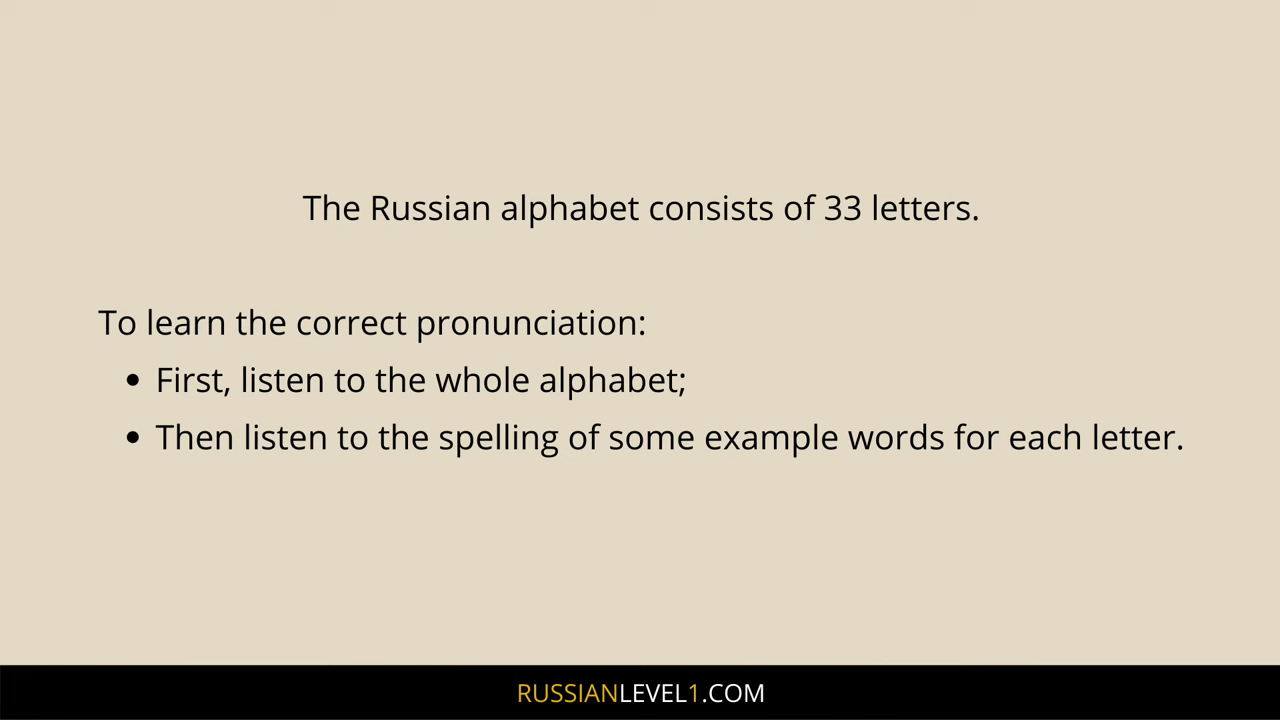 The Russian alphabet consists of 33 letters.
To learn the correct pronunciation:
• First, listen to the whole alphabet;
• Then listen to the spelling of some example words for each letter.
RUSSIANLEVEL1.COM